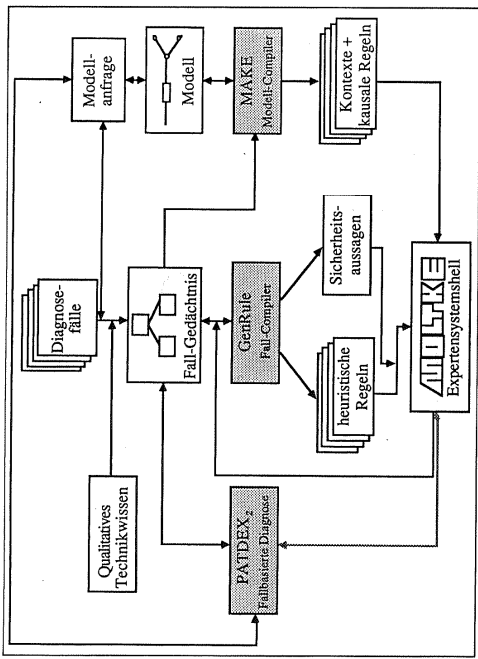 Qualitatives
Technikwissen
Diagnose-
fälle
Modell-
anfrage
Modell
Fall-Gedächtnis
PATDEX2
Fallbasierte Diagnose
GenRule
Fall-Compiler
MAKE
Modell-Compiler
heuristische
Regeln
Sicherheits-
aussagen
Kontexte +
kausale Regeln
MOLTKE
Expertensystemshell